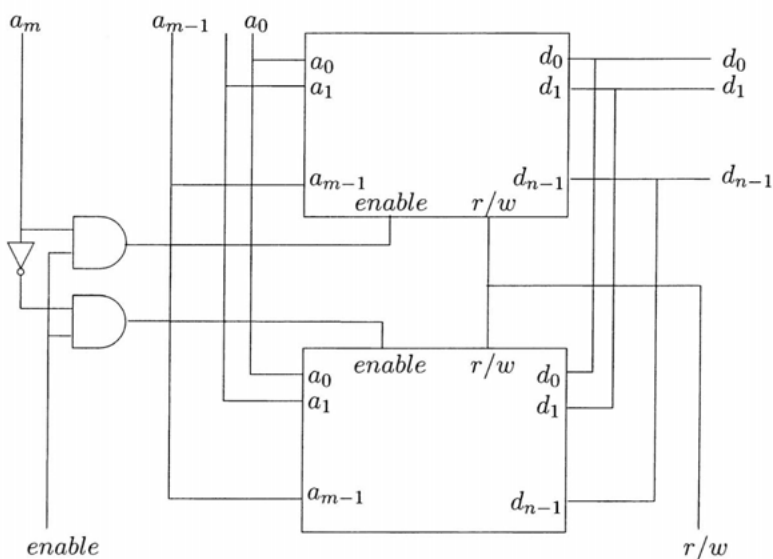 a_m a_{m-1} a_0
a_0 d_0 d_0
a_1 d_1 d_1
a_{m-1} d_{n-1} d_{n-1}
enable r/w
enable r/w
a_0 d_0
a_1 d_1
a_{m-1} d_{n-1}
enable r/w